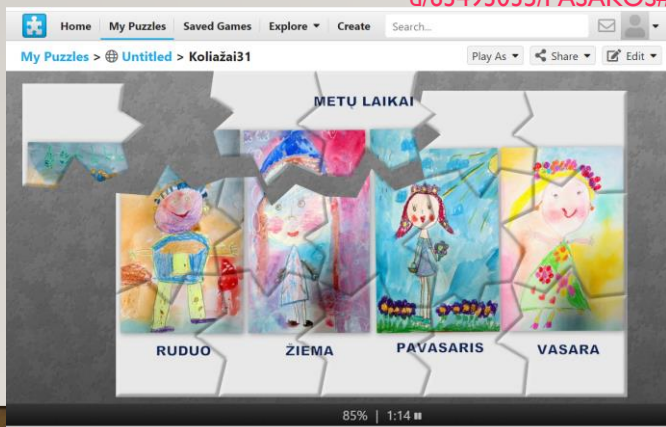 Home My Puzzles Saved Games Explore Create Search...
My Puzzles > Untitled > Koliažai31 Play As Share Edit
METŲ LAIKAI
RUDUO ŽIEMA PAVASARIS VASARA
85% | 1:14